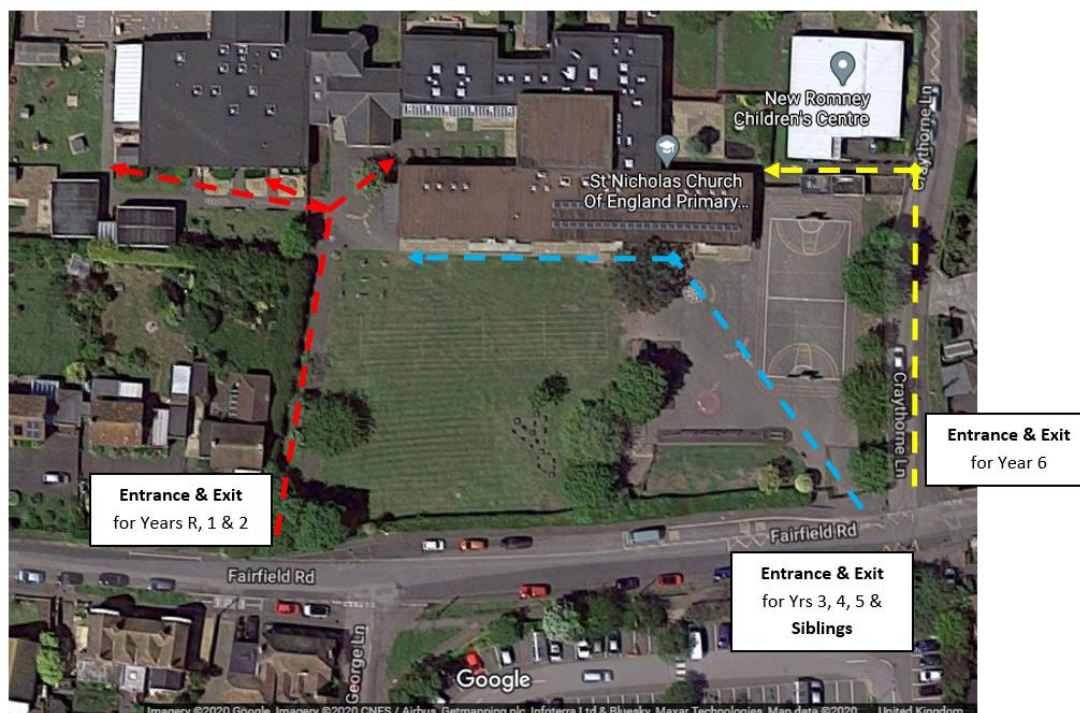 New Romney
Children's Centre
Craythorne Ln
St Nicholas Church
Of England Primary...
Craythorne Ln
Entrance & Exit
for Year 6
Entrance & Exit
for Years R, 1 & 2
Fairfield Rd
Fairfield Rd
Entrance & Exit
for Yrs 3, 4, 5 &
Siblings
George Ln
Google
Imagery ©2020 Google, Imagery ©2020 CNES / Airbus, Getmapping plc, Infoterra Ltd & Bluesky, Maxar Technologies, Map data ©2020 United Kingdom